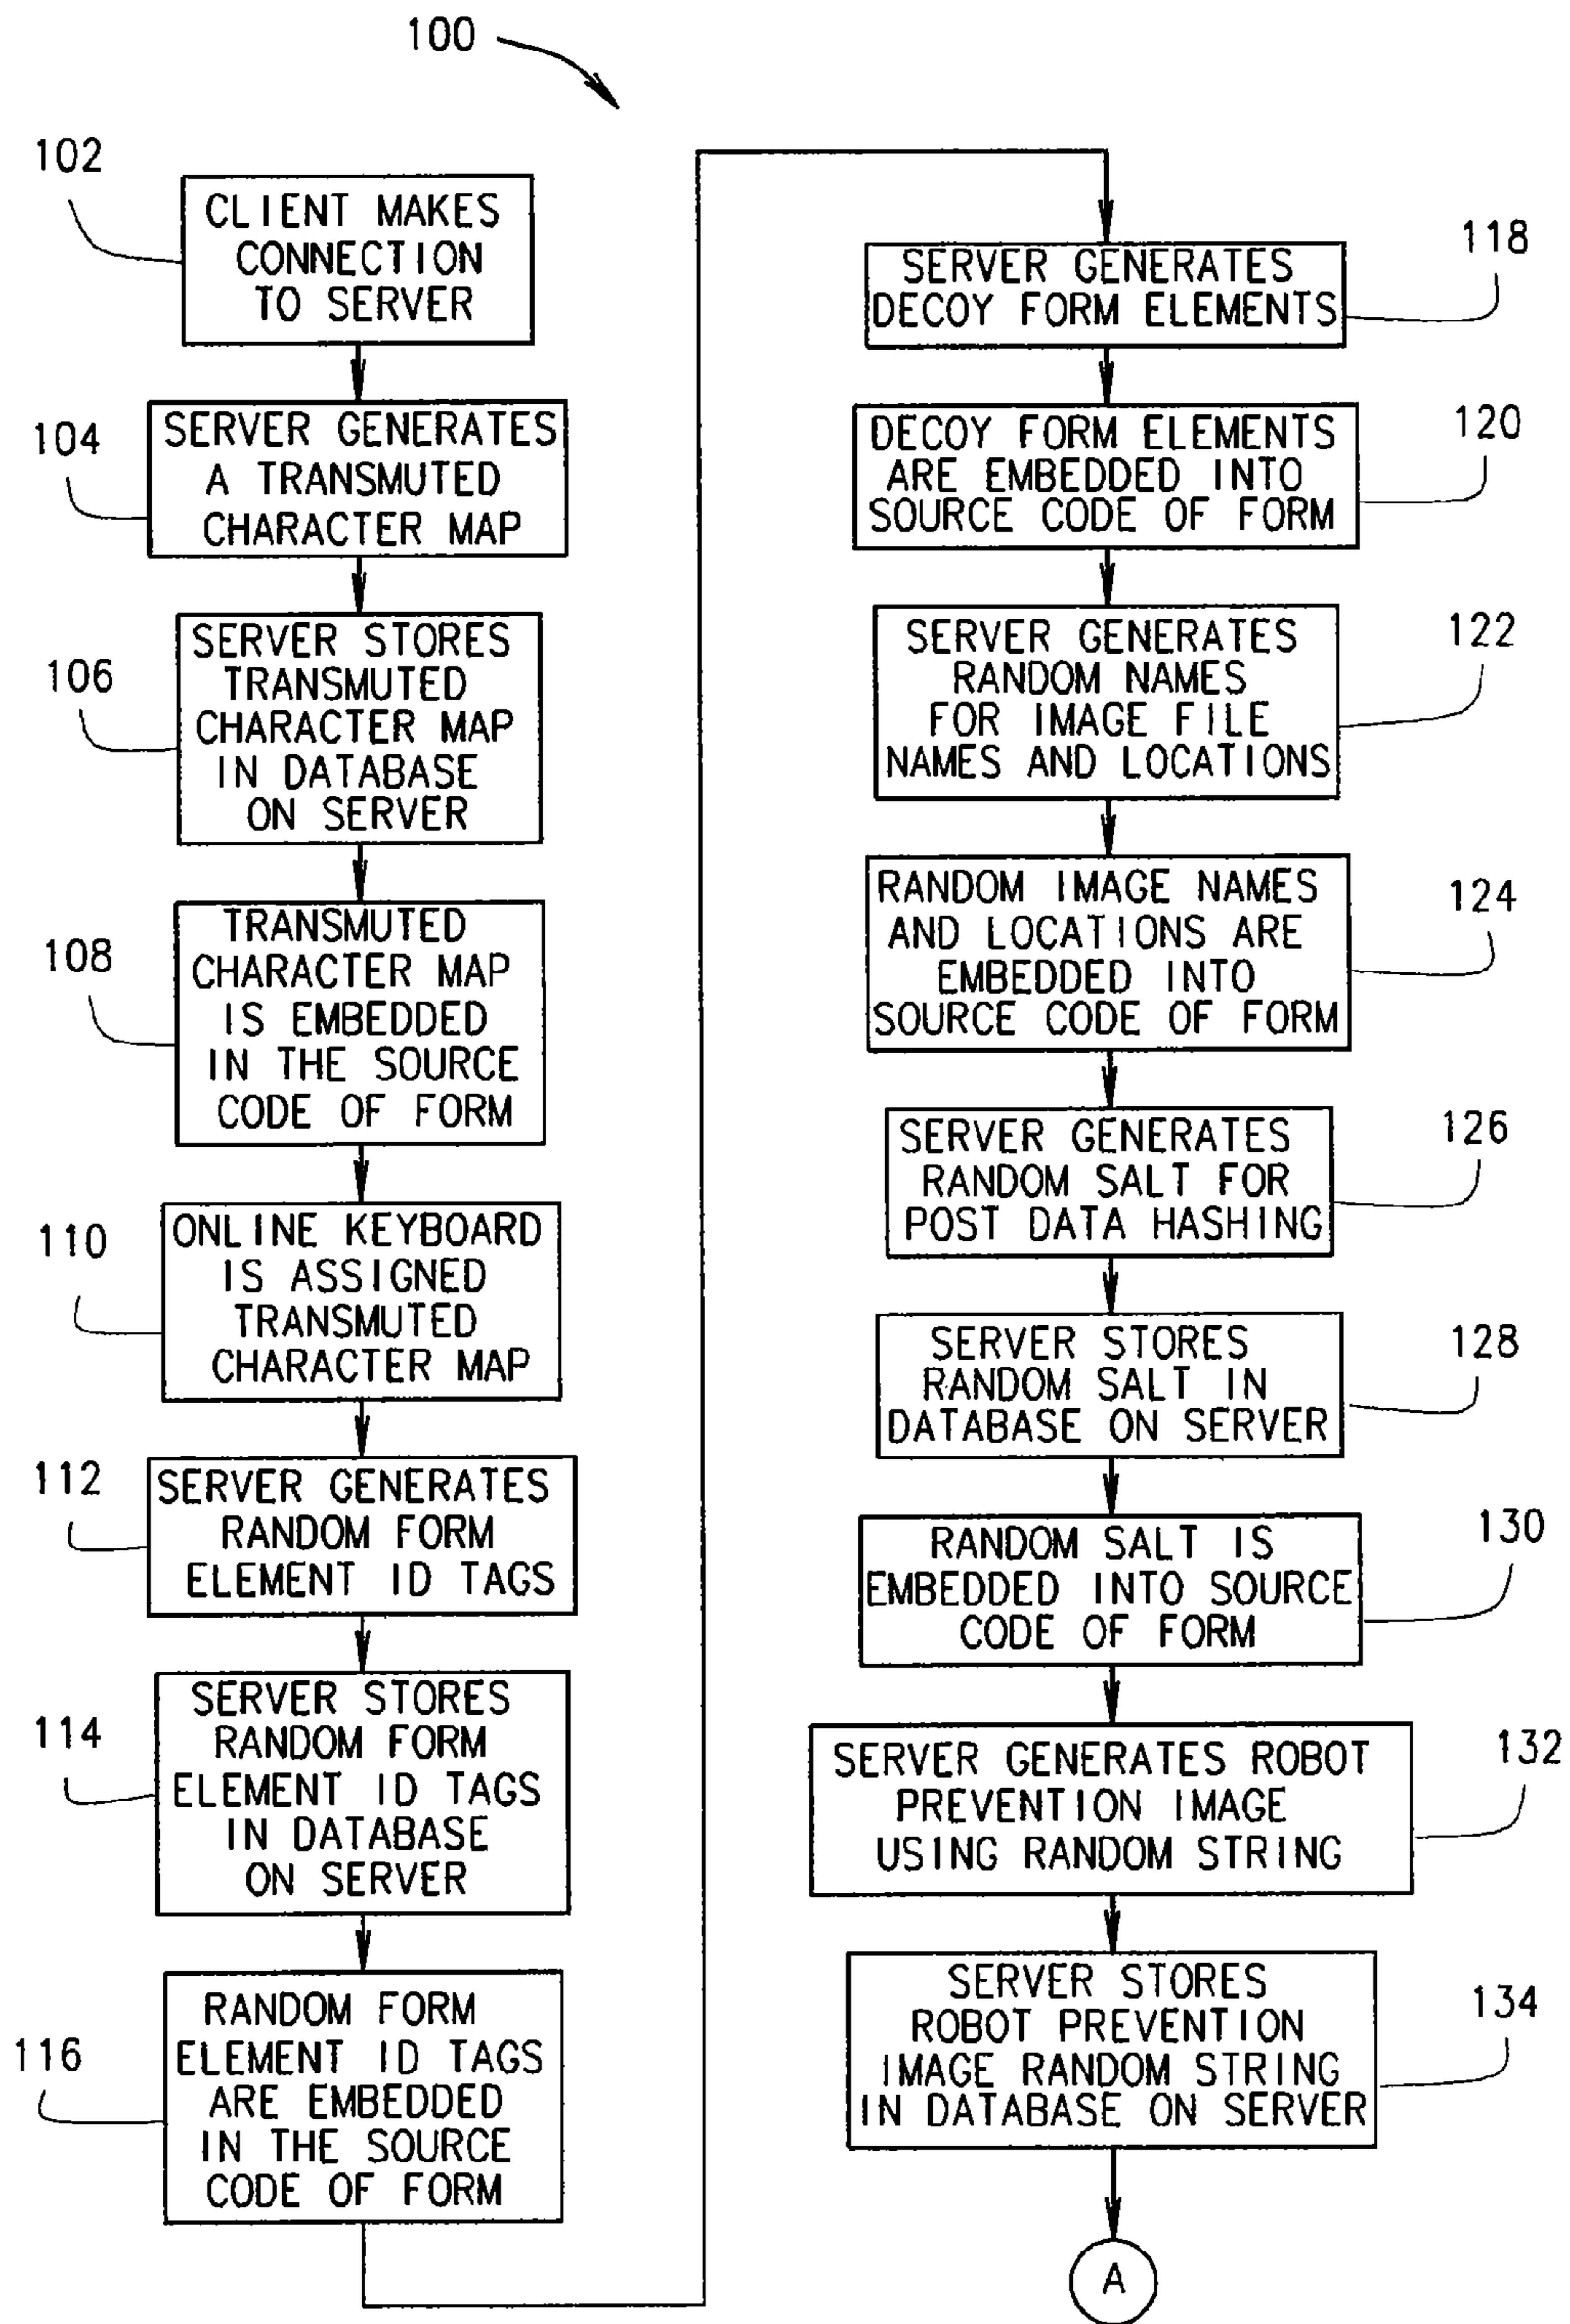 100
102
CLIENT MAKES
CONNECTION
TO SERVER
104
SERVER GENERATES
A TRANSMUTED
CHARACTER MAP
106
SERVER STORES
TRANSMUTED
CHARACTER MAP
IN DATABASE
ON SERVER
108
TRANSMUTED
CHARACTER MAP
IS EMBEDDED
IN THE SOURCE
CODE OF FORM
110
ONLINE KEYBOARD
IS ASSIGNED
TRANSMUTED
CHARACTER MAP
112
SERVER GENERATES
RANDOM FORM
ELEMENT ID TAGS
114
SERVER STORES
RANDOM FORM
ELEMENT ID TAGS
IN DATABASE
ON SERVER
116
RANDOM FORM
ELEMENT ID TAGS
ARE EMBEDDED
IN THE SOURCE
CODE OF FORM
118
SERVER GENERATES
DECOY FORM ELEMENTS
120
DECOY FORM ELEMENTS
ARE EMBEDDED INTO
SOURCE CODE OF FORM
122
SERVER GENERATES
RANDOM NAMES
FOR IMAGE FILE
NAMES AND LOCATIONS
124
RANDOM IMAGE NAMES
AND LOCATIONS ARE
EMBEDDED INTO
SOURCE CODE OF FORM
126
SERVER GENERATES
RANDOM SALT FOR
POST DATA HASHING
128
SERVER STORES
RANDOM SALT IN
DATABASE ON SERVER
130
RANDOM SALT IS
EMBEDDED INTO SOURCE
CODE OF FORM
132
SERVER GENERATES ROBOT
PREVENTION IMAGE
USING RANDOM STRING
134
SERVER STORES
ROBOT PREVENTION
IMAGE RANDOM STRING
IN DATABASE ON SERVER
A